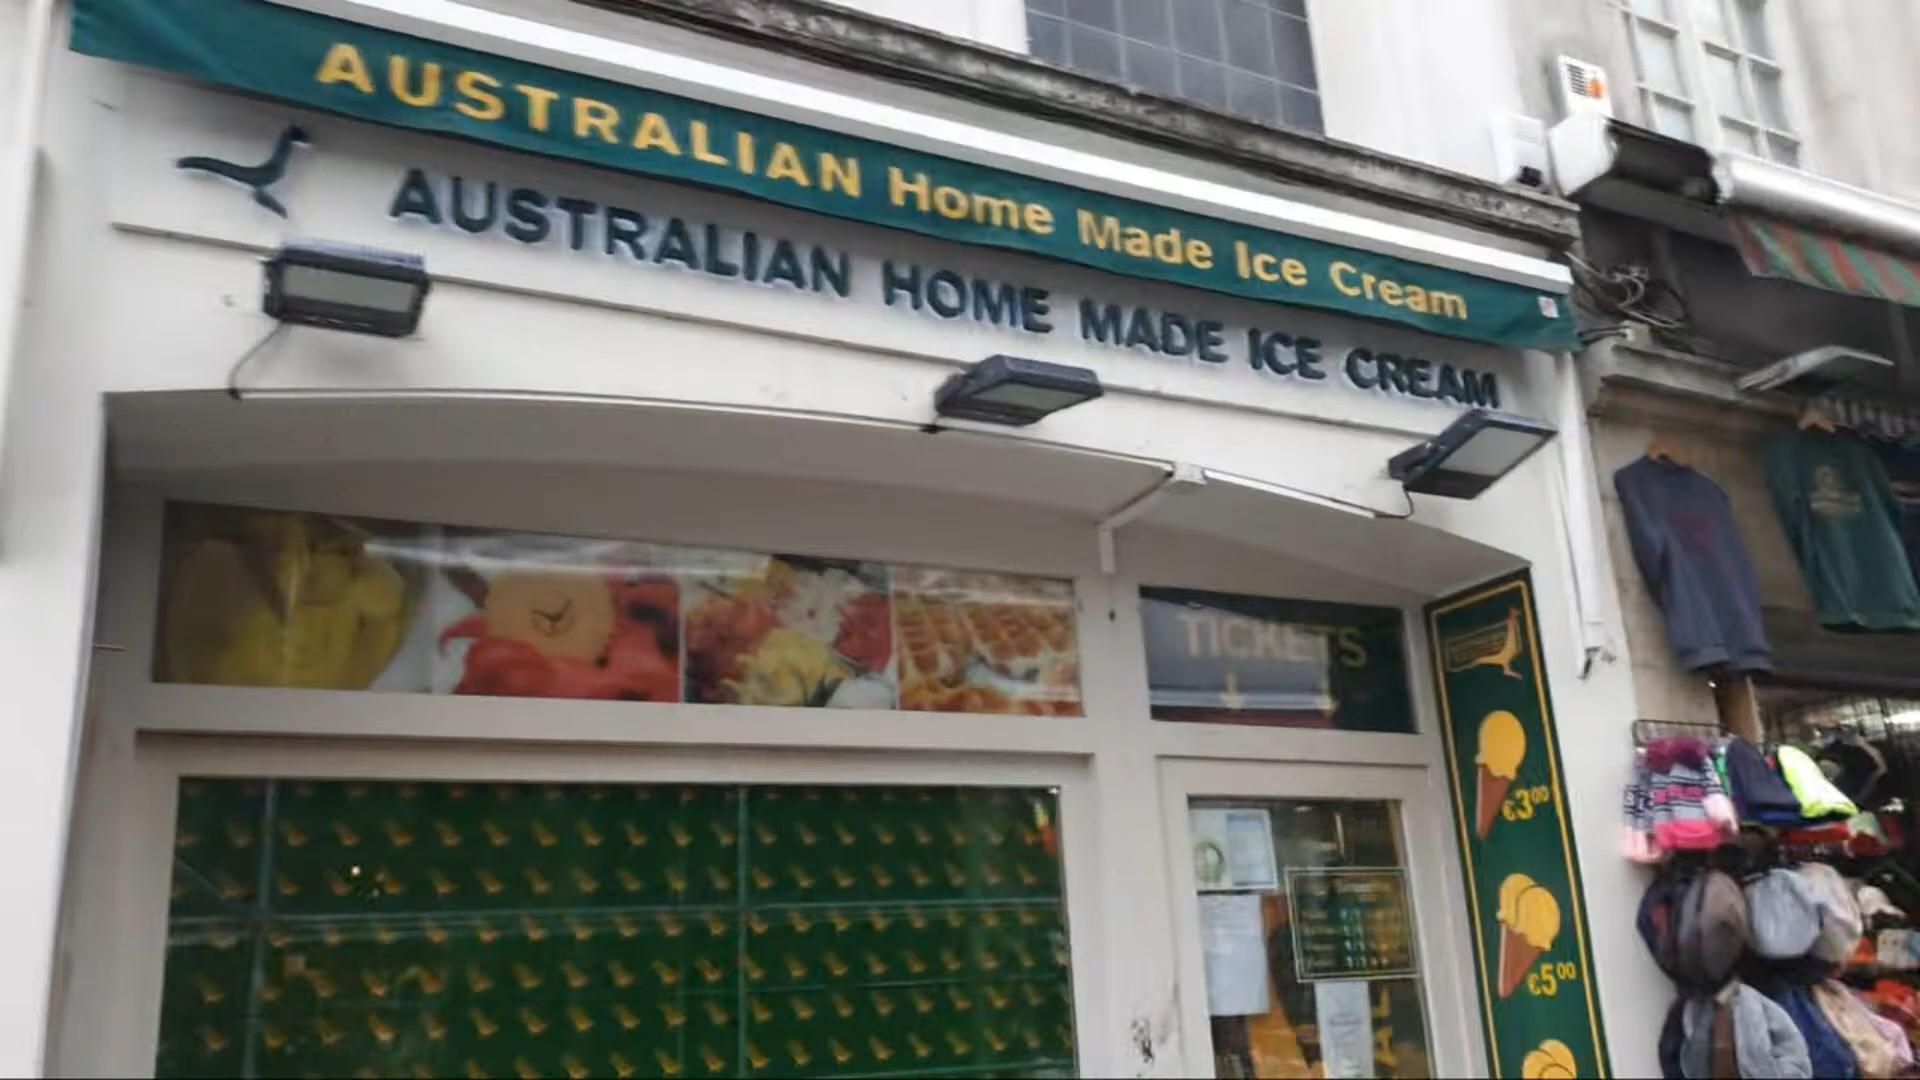 AUSTRALIAN Home Made Ice Cream
AUSTRALIAN HOME MADE ICE CREAM
TICKETS
€3.00
€5.00